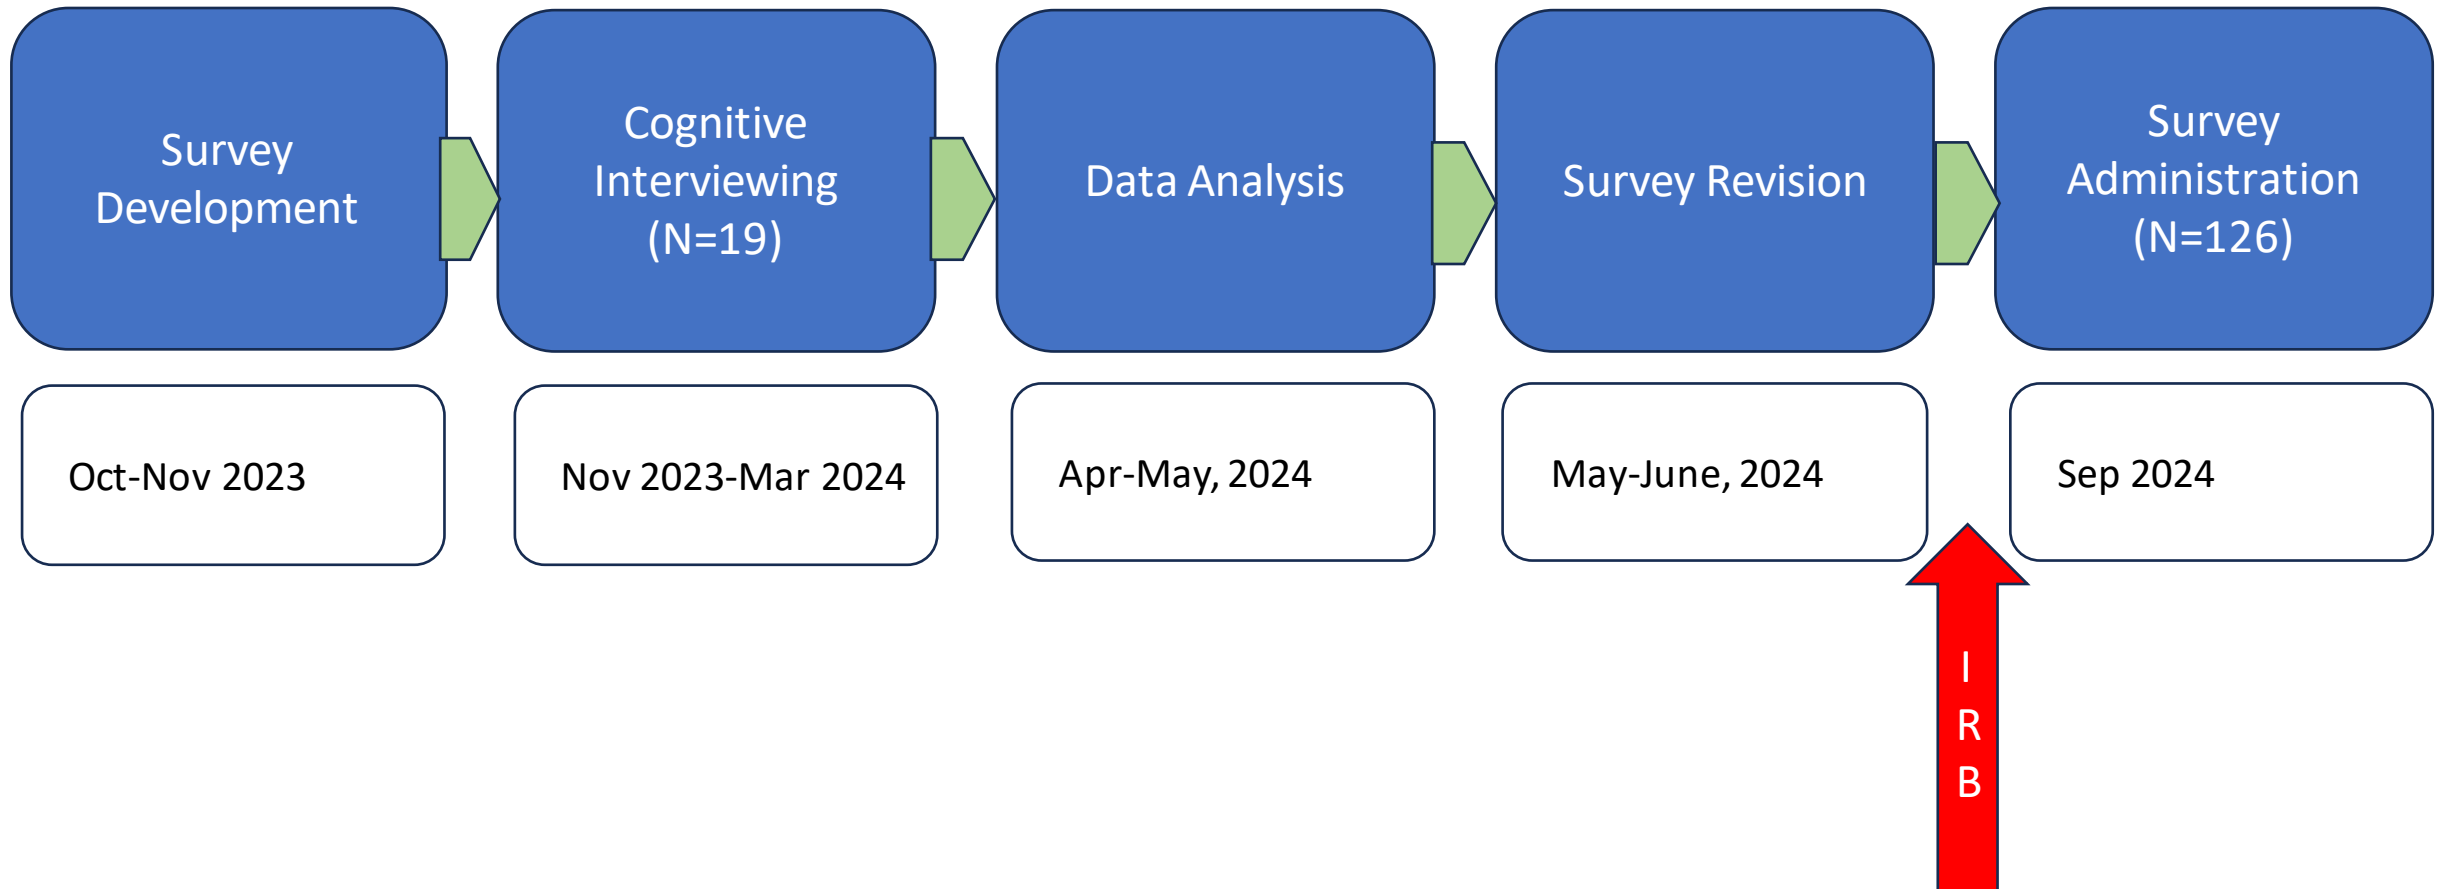 Survey
Development
Cognitive
Interviewing
(N=19)
Data Analysis
Survey Revision
Survey
Administration
(N=126)
Oct-Nov 2023
Nov 2023-Mar 2024
Apr-May, 2024
May-June, 2024
Sep 2024
I
R
B